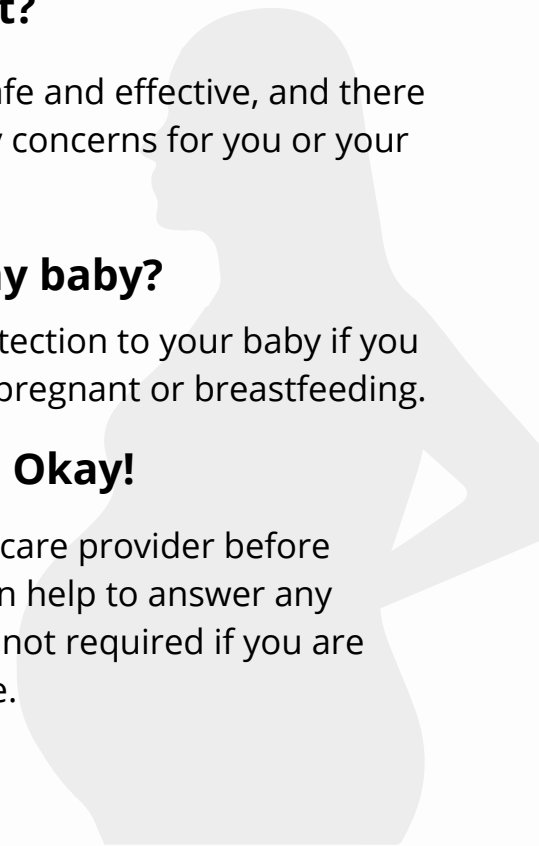 t?
afe and effective, and there
concerns for you or your
y baby?
tection to your baby if you
pregnant or breastfeeding.
Okay!
care provider before
n help to answer any
not required if you are
e.